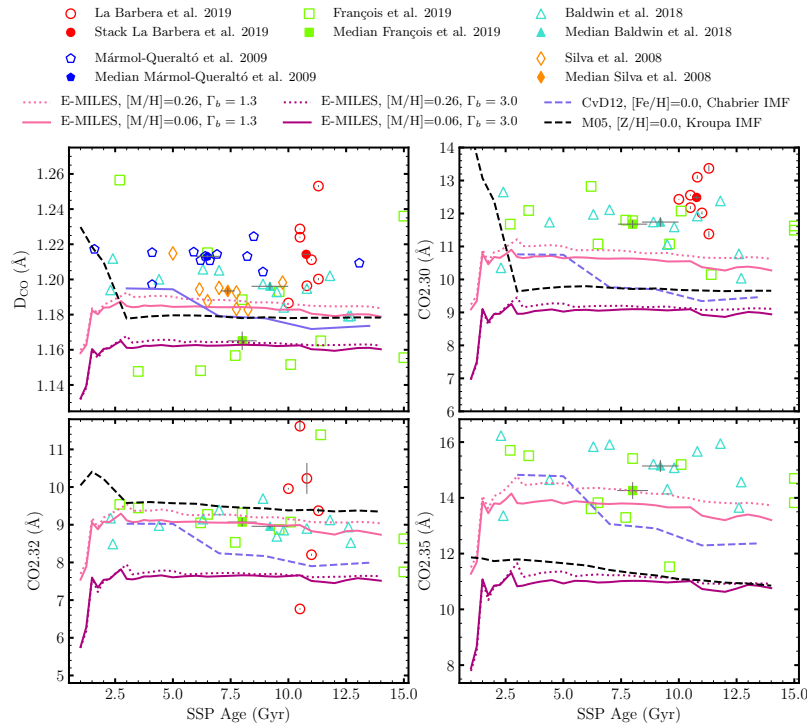 La Barbera et al. 2019 François et al. 2019 Baldwin et al. 2018
Stack La Barbera et al. 2019 Median François et al. 2019 Median Baldwin et al. 2018
Mármol-Queraltó et al. 2009 Silva et al. 2008
Median Mármol-Queraltó et al. 2009 Median Silva et al. 2008
E-MILES, [M/H]=0.26, Γb = 1.3 E-MILES, [M/H]=0.26, Γb = 3.0 CvD12, [Fe/H]=0.0, Chabrier IMF
E-MILES, [M/H]=0.06, Γb = 1.3 E-MILES, [M/H]=0.06, Γb = 3.0 M05, [Z/H]=0.0, Kroupa IMF
DCO (Å)
1.26
1.24
1.22
1.20
1.18
1.16
1.14
CO2.30 (Å)
13
12
11
10
9
8
7
6
CO2.32 (Å)
11
10
9
8
7
6
5
2.5 5.0 7.5 10.0 12.5 15.0
SSP Age (Gyr)
CO2.35 (Å)
16
14
12
10
8
2.5 5.0 7.5 10.0 12.5 15.0
SSP Age (Gyr)